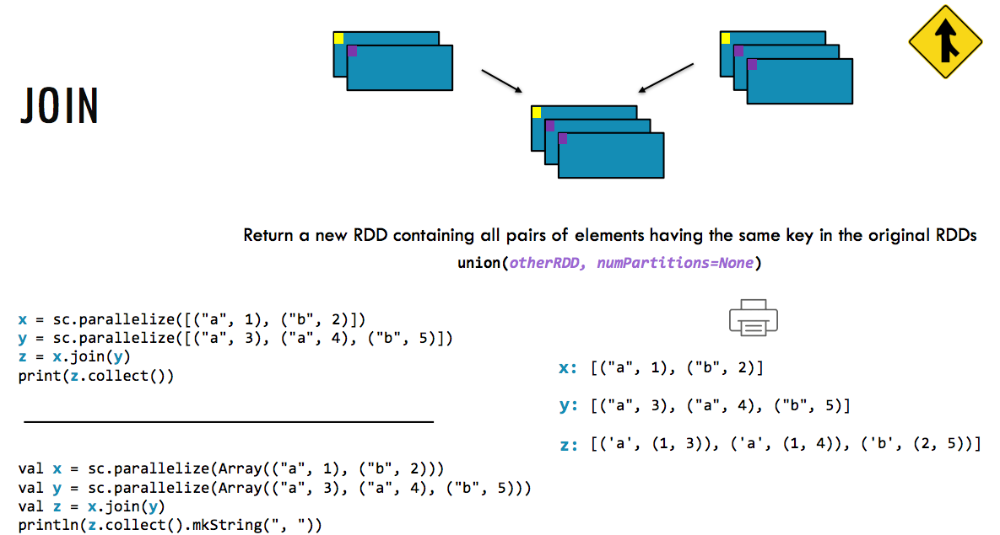 JOIN
Return a new RDD containing all pairs of elements having the same key in the original RDDs
union(otherRDD, numPartitions=None)
x = sc.parallelize([("a", 1), ("b", 2)])
y = sc.parallelize([("a", 3), ("a", 4), ("b", 5)])
z = x.join(y)
print(z.collect())
val x = sc.parallelize(Array(("a", 1), ("b", 2)))
val y = sc.parallelize(Array(("a", 3), ("a", 4), ("b", 5)))
val z = x.join(y)
println(z.collect().mkString(", "))
x: [("a", 1), ("b", 2)]
y: [("a", 3), ("a", 4), ("b", 5)]
z: [('a', (1, 3)), ('a', (1, 4)), ('b', (2, 5))]